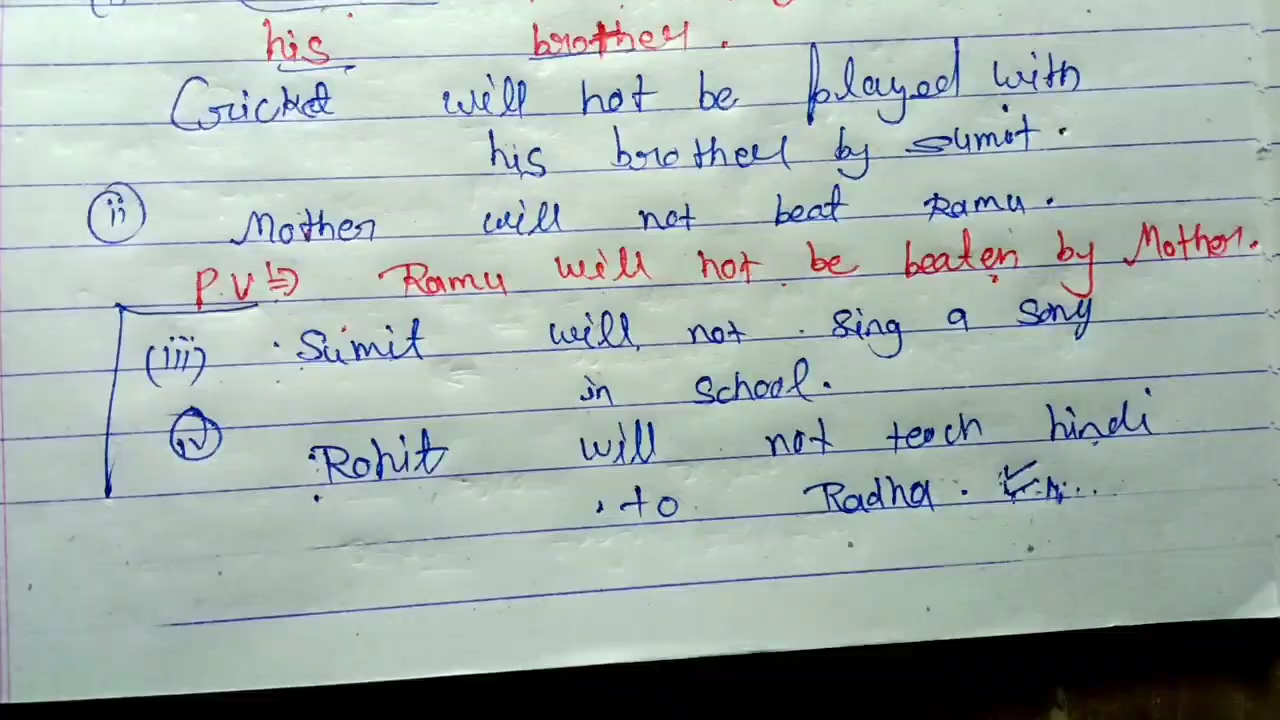 his brother.
Cricket will not be played with
his brother by sumit.
(ii) Mother will not beat Ramu.
P.V ⇒ Ramu will not be beaten by Mother.
(iii) Sumit will not sing a song
in school.
(iv) Rohit will not teach hindi
to Radha.